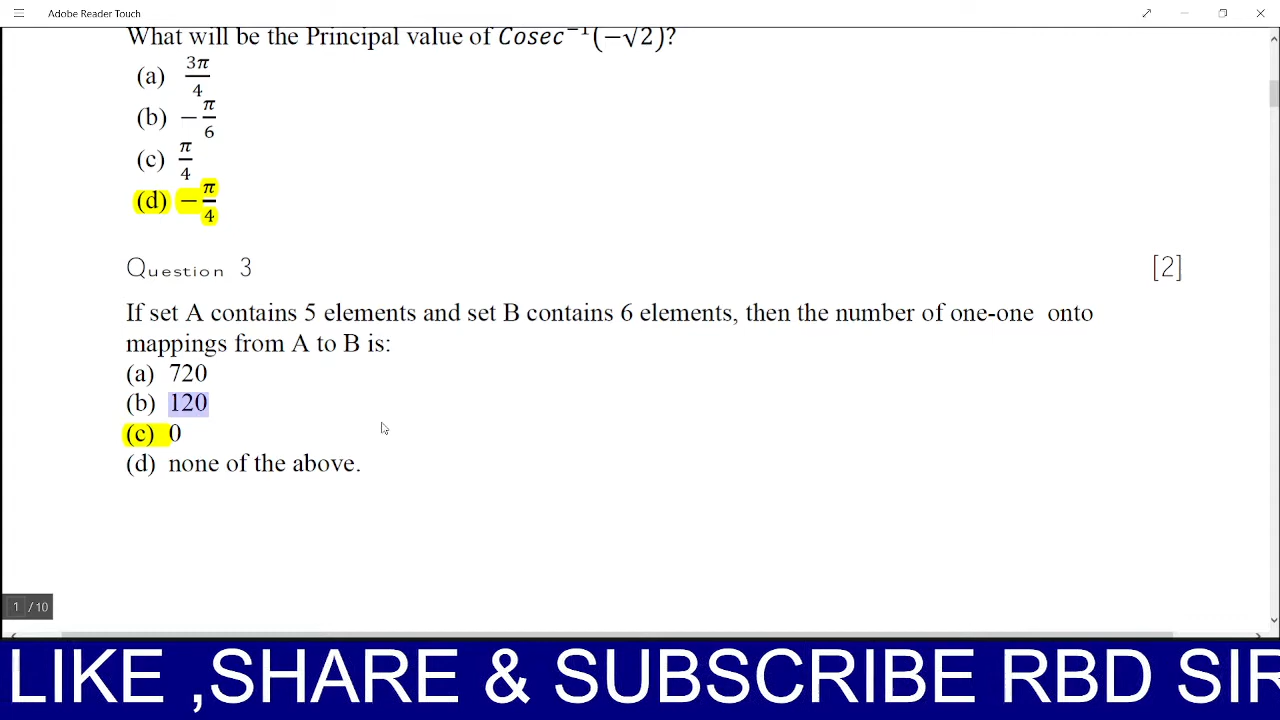 Adobe Reader Touch
What will be the Principal value of Cosec⁻¹(−√2)?
(a) 3π/4
(b) −π/6
(c) π/4
(d) −π/4
Question 3 [2]
If set A contains 5 elements and set B contains 6 elements, then the number of one-one onto
mappings from A to B is:
(a) 720
(b) 120
(c) 0
(d) none of the above.
1 / 10
LIKE ,SHARE & SUBSCRIBE RBD SIR